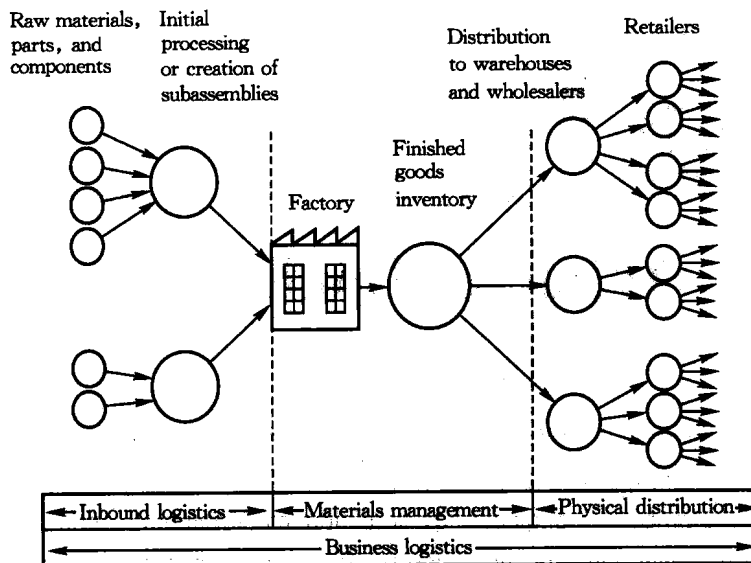 Raw materials,
parts, and
components
Initial
processing
or creation of
subassemblies
Factory
Finished
goods
inventory
Distribution
to warehouses
and wholesalers
Retailers
Inbound logistics
Materials management
Physical distribution
Business logistics